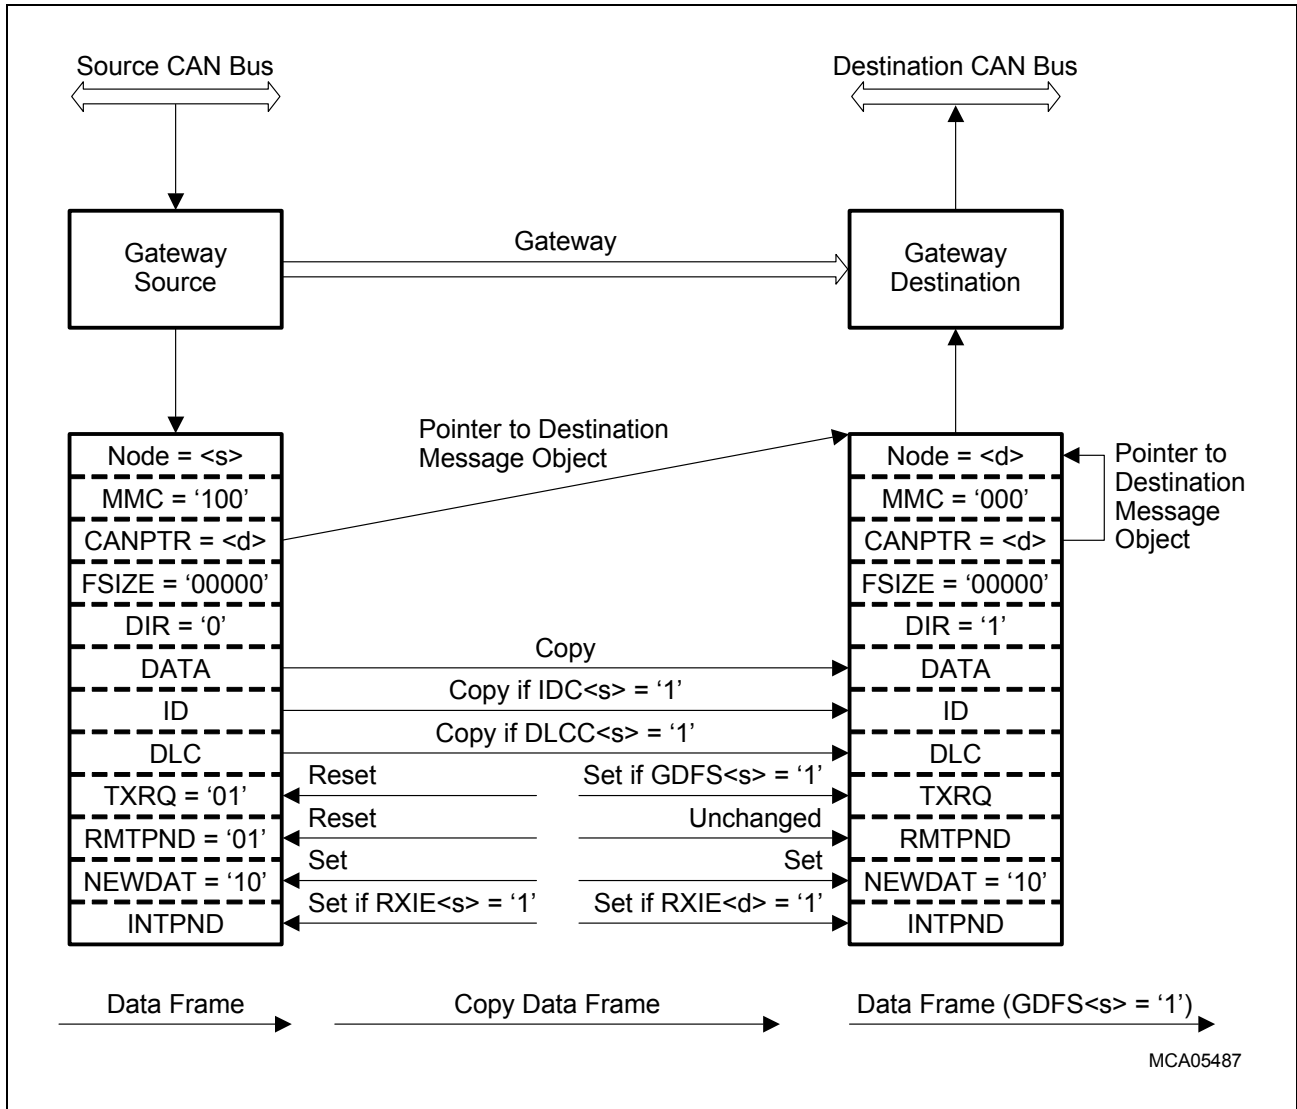 Source CAN Bus
Destination CAN Bus
Gateway
Source
Gateway
Gateway
Destination
Pointer to Destination
Message Object
Pointer to
Destination
Message
Object
Node = <s>
MMC = ‘100’
CANPTR = <d>
FSIZE = ‘00000’
DIR = ‘0’
DATA
ID
DLC
TXRQ = ‘01’
RMTPND = ‘01’
NEWDAT = ‘10’
INTPND
Copy
Copy if IDC<s> = ‘1’
Copy if DLCC<s> = ‘1’
Reset
Set if GDFS<s> = ‘1’
Reset
Unchanged
Set
Set
Set if RXIE<s> = ‘1’
Set if RXIE<d> = ‘1’
Node = <d>
MMC = ‘000’
CANPTR = <d>
FSIZE = ‘00000’
DIR = ‘1’
DATA
ID
DLC
TXRQ
RMTPND
NEWDAT = ‘10’
INTPND
Data Frame
Copy Data Frame
Data Frame (GDFS<s> = ‘1’)
MCA05487